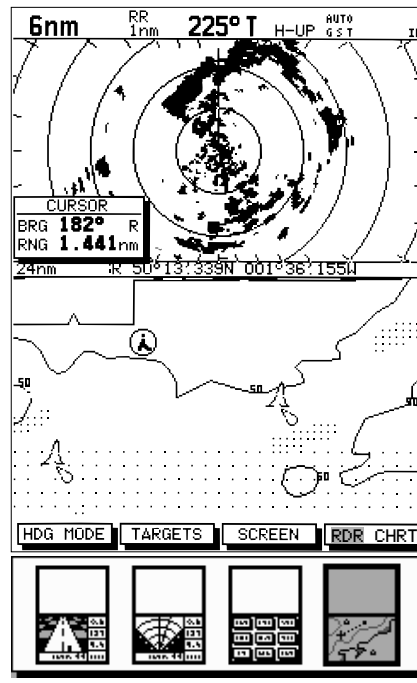 6nm RR 1nm 225°T H-UP AUTO G S T
CURSOR
BRG 182° R
RNG 1.441nm
24nm R 50°13'.339N 001°36'.155W
50
50
50
50
HDG MODE TARGETS SCREEN RDR CHRT